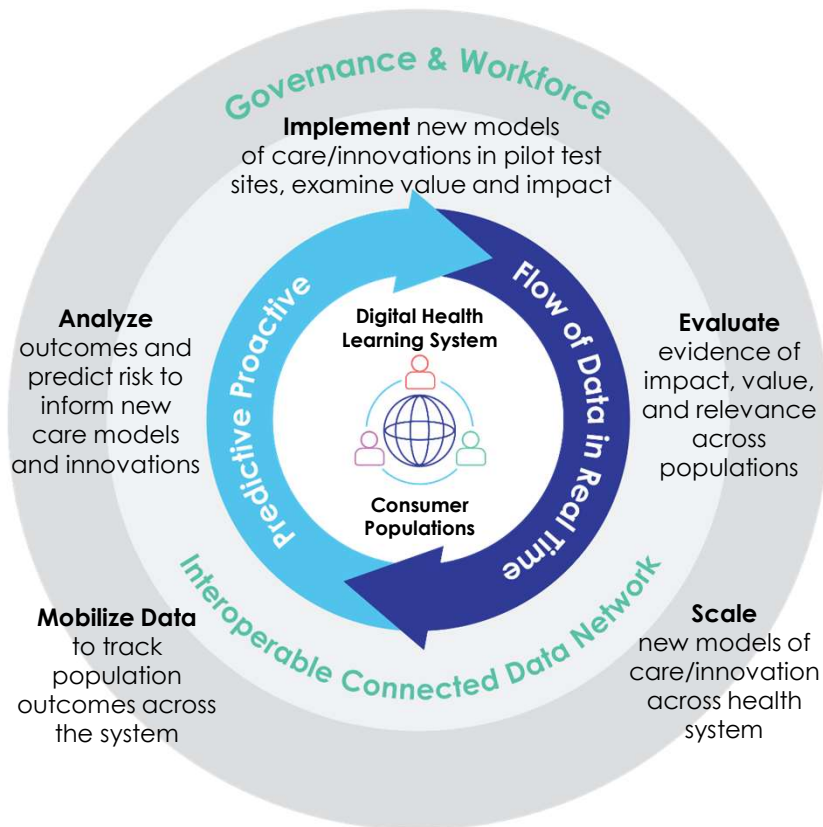 Governance & Workforce
Implement new models
of care/innovations in pilot test
sites, examine value and impact
Predictive Proactive
Flow of Data in Real Time
Digital Health
Learning System
Consumer
Populations
Analyze
outcomes and
predict risk to
inform new
care models
and innovations
Evaluate
evidence of
impact, value,
and relevance
across
populations
Interoperable Connected Data Network
Mobilize Data
to track
population
outcomes across
the system
Scale
new models of
care/innovation
across health
system